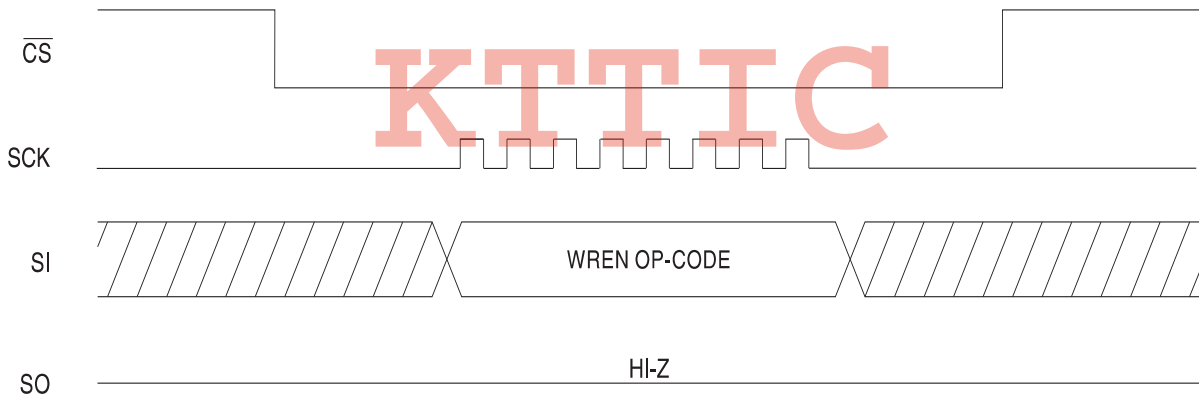 CS
KTTIC
SCK
SI
WREN OP-CODE
HI-Z
SO